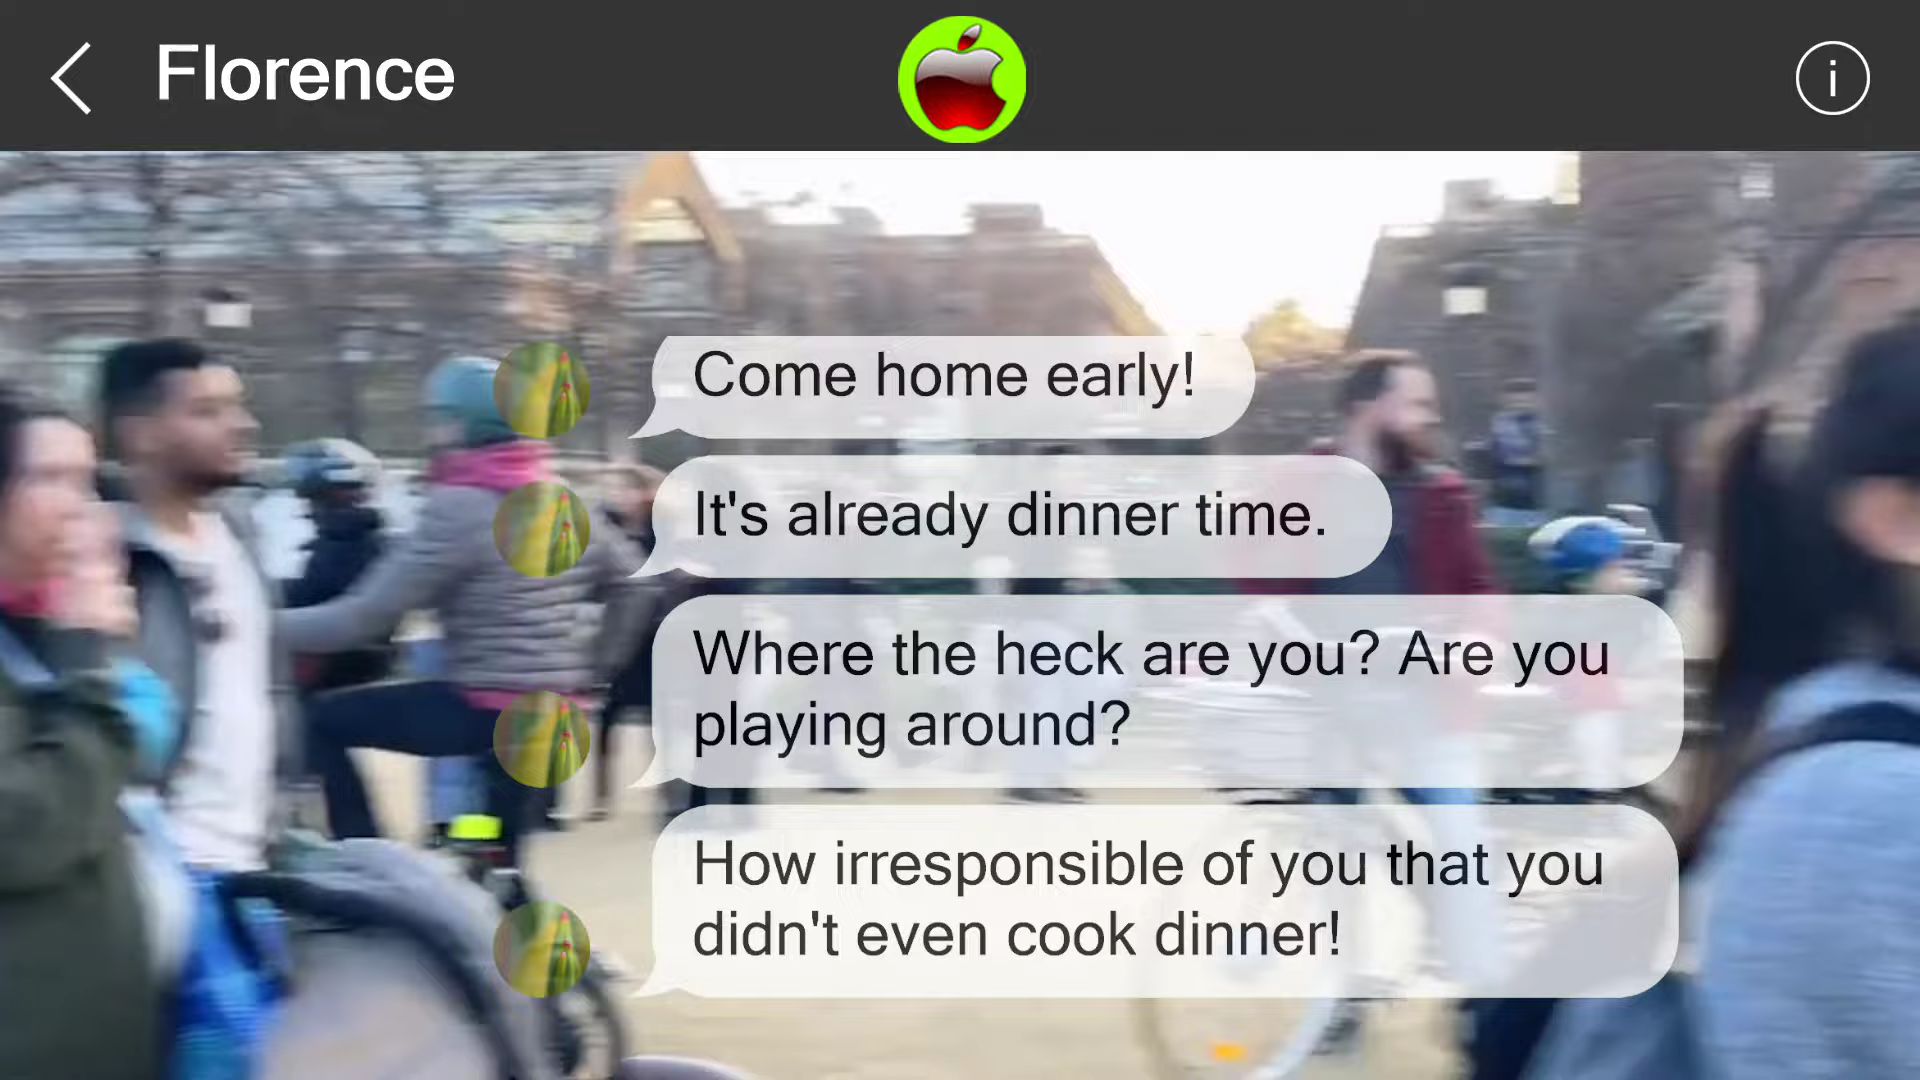 Florence
i
Come home early!
It's already dinner time.
Where the heck are you? Are you
playing around?
How irresponsible of you that you
didn't even cook dinner!